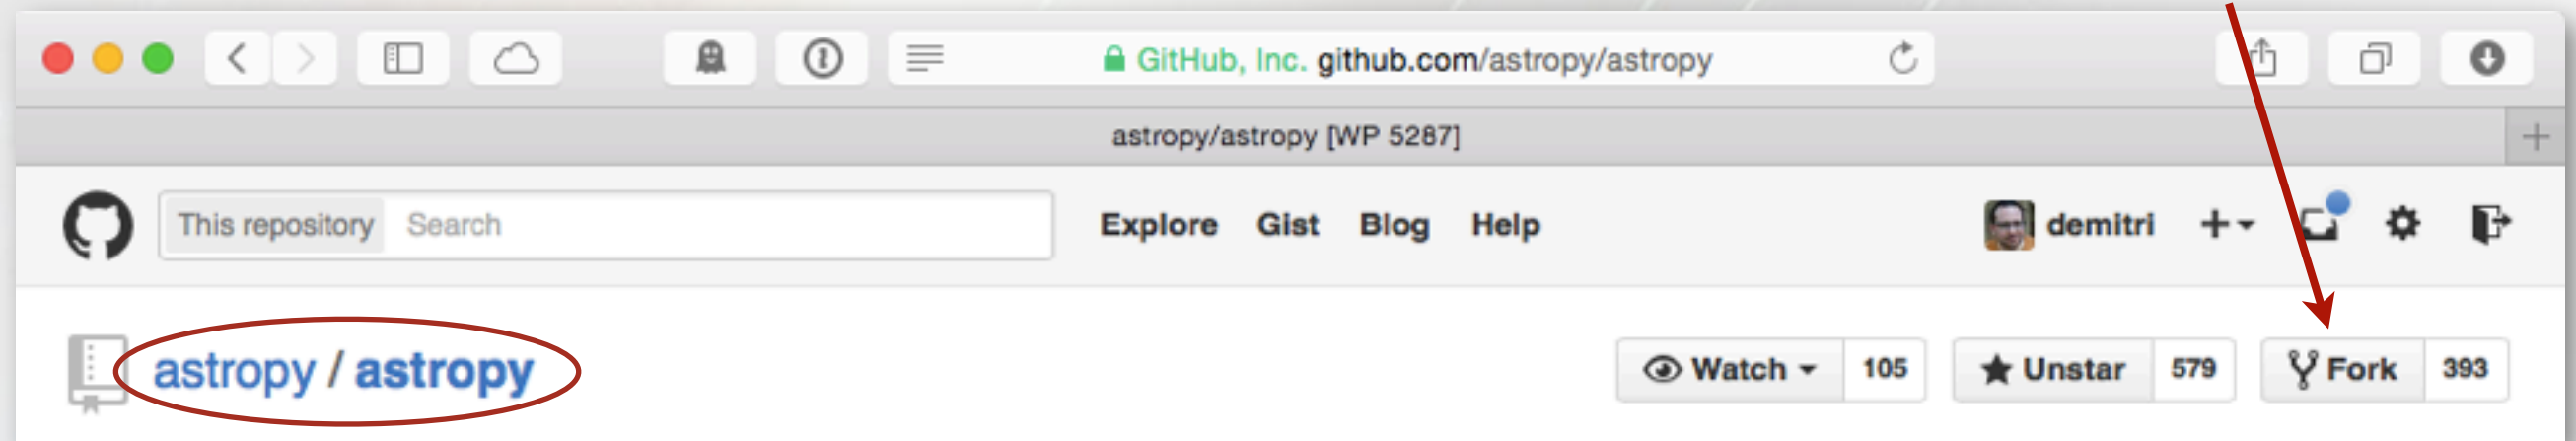 GitHub, Inc. github.com/astropy/astropy
astropy/astropy [WP 5287]
This repository Search Explore Gist Blog Help demitri
astropy / astropy Watch 105 Unstar 579 Fork 393